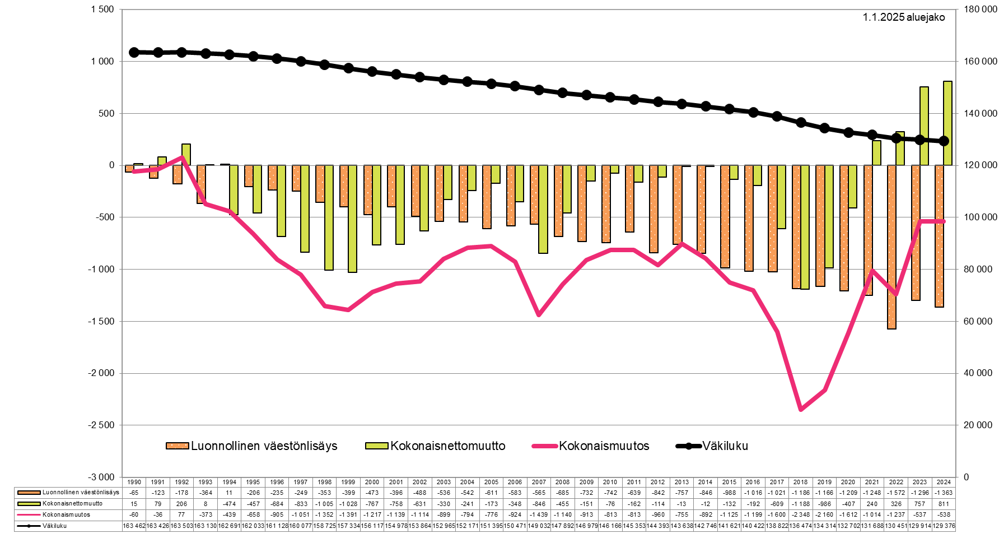 1 500
1 000
500
0
-500
-1 000
-1 500
-2 000
-2 500
-3 000
180 000
160 000
140 000
120 000
100 000
80 000
60 000
40 000
20 000
0
1.1.2025 aluejako
Luonnollinen väestönlisäys Kokonaisnettomuutto Kokonaismuutos Väkiluku
1990 1991 1992 1993 1994 1995 1996 1997 1998 1999 2000 2001 2002 2003 2004 2005 2006 2007 2008 2009 2010 2011 2012 2013 2014 2015 2016 2017 2018 2019 2020 2021 2022 2023 2024
Luonnollinen väestönlisäys -65 -123 -178 -364 11 -206 -235 -249 -353 -399 -473 -396 -488 -536 -542 -611 -583 -565 -685 -732 -742 -639 -842 -757 -846 -988 -1 016 -1 021 -1 186 -1 166 -1 209 -1 248 -1 572 -1 296 -1 363
Kokonaisnettomuutto 15 79 206 8 -474 -457 -684 -833 -1 005 -1 028 -767 -758 -631 -330 -241 -173 -348 -846 -455 -151 -76 -162 -114 -13 -12 -132 -192 -609 -1 188 -986 -407 240 326 757 811
Kokonaismuutos -60 -36 77 -373 -439 -658 -905 -1 051 -1 352 -1 391 -1 217 -1 139 -1 114 -899 -794 -776 -924 -1 439 -1 140 -913 -813 -813 -960 -755 -892 -1 125 -1 199 -1 600 -2 348 -2 160 -1 612 -1 014 -1 237 -537 -538
Väkiluku 163 462 163 426 163 503 163 130 162 691 162 033 161 128 160 077 158 725 157 334 156 117 154 978 153 864 152 965 152 171 151 395 150 471 149 032 147 892 146 979 146 166 145 353 144 393 143 638 142 746 141 621 140 422 138 822 136 474 134 314 132 702 131 688 130 451 129 914 129 376